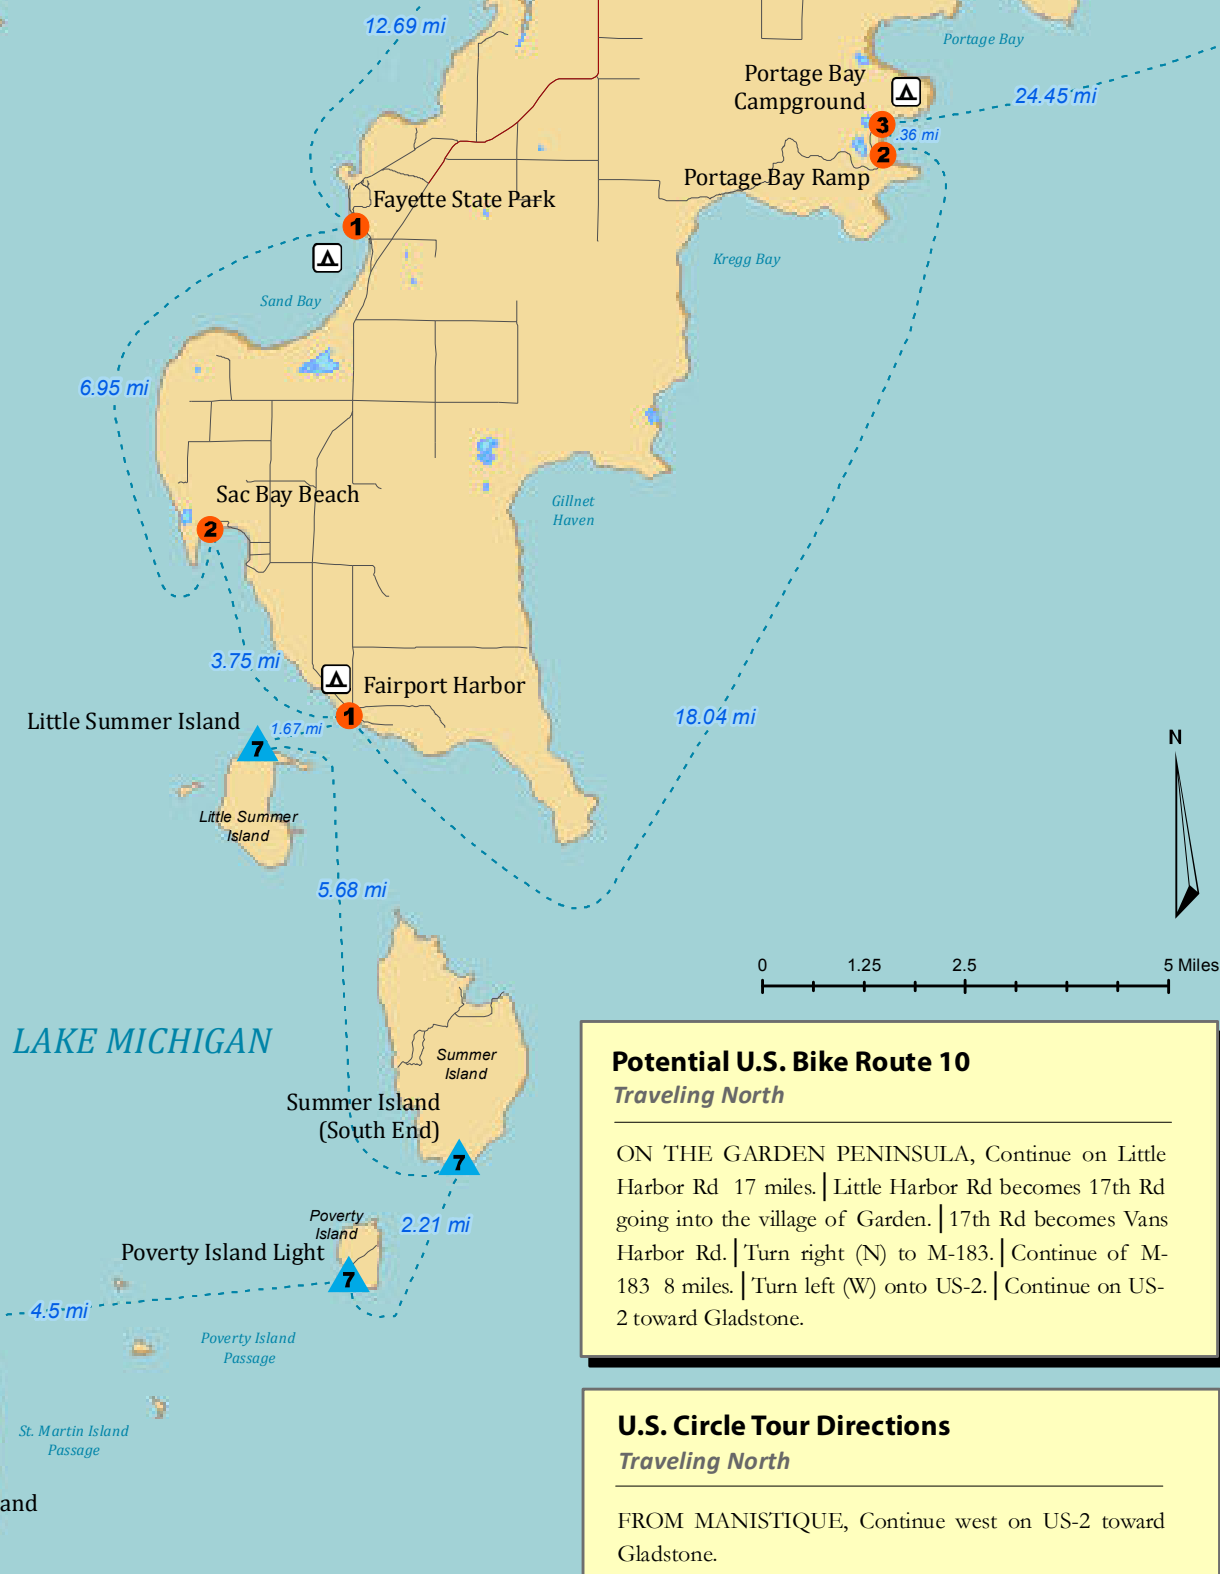 12.69 mi
Portage Bay
Portage Bay
Campground
24.45 mi
3
.36 mi
2
Portage Bay Ramp
Fayette State Park
1
Kregg Bay
Sand Bay
6.95 mi
Sac Bay Beach
2
Gillnet
Haven
3.75 mi
Fairport Harbor
1
Little Summer Island
1.67 mi
7
18.04 mi
N
Little Summer
Island
5.68 mi
0 1.25 2.5 5 Miles
LAKE MICHIGAN
Summer
Island
Summer Island
(South End)
7
Poverty
Island
2.21 mi
Poverty Island Light
7
4.5 mi
Poverty Island
Passage
St. Martin Island
Passage
and
Potential U.S. Bike Route 10
Traveling North
ON THE GARDEN PENINSULA, Continue on Little
Harbor Rd 17 miles. | Little Harbor Rd becomes 17th Rd
going into the village of Garden. | 17th Rd becomes Vans
Harbor Rd. | Turn right (N) to M-183. | Continue of M-
183 8 miles. | Turn left (W) onto US-2. | Continue on US-
2 toward Gladstone.
U.S. Circle Tour Directions
Traveling North
FROM MANISTIQUE, Continue west on US-2 toward
Gladstone.